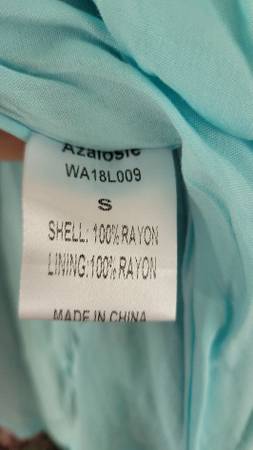 Azalosie
WA18L009
S
SHELL: 100% RAYON
LINING:100% RAYON
MADE IN CHINA